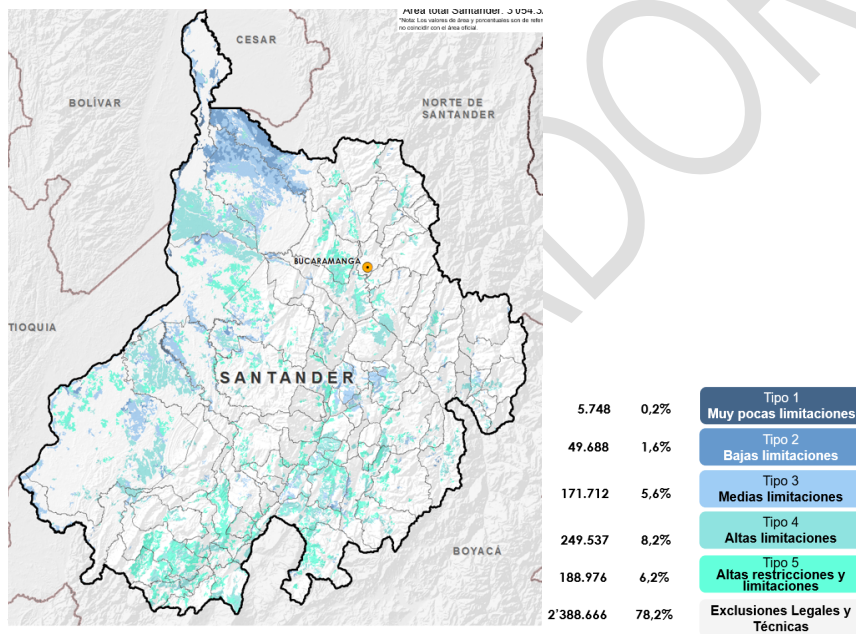 Area total Santander: 3'054.3
*Nota: Los valores de área y porcentuales son de refer
no coincidir con el área oficial.
CESAR
BOLÍVAR
NORTE DE
SANTANDER
BUCARAMANGA
TIOQUIA
SANTANDER
BOYACÁ
5.748 0,2% Tipo 1
Muy pocas limitaciones
49.688 1,6% Tipo 2
Bajas limitaciones
171.712 5,6% Tipo 3
Medias limitaciones
249.537 8,2% Tipo 4
Altas limitaciones
188.976 6,2% Tipo 5
Altas restricciones y
limitaciones
2'388.666 78,2% Exclusiones Legales y
Técnicas
ADOR